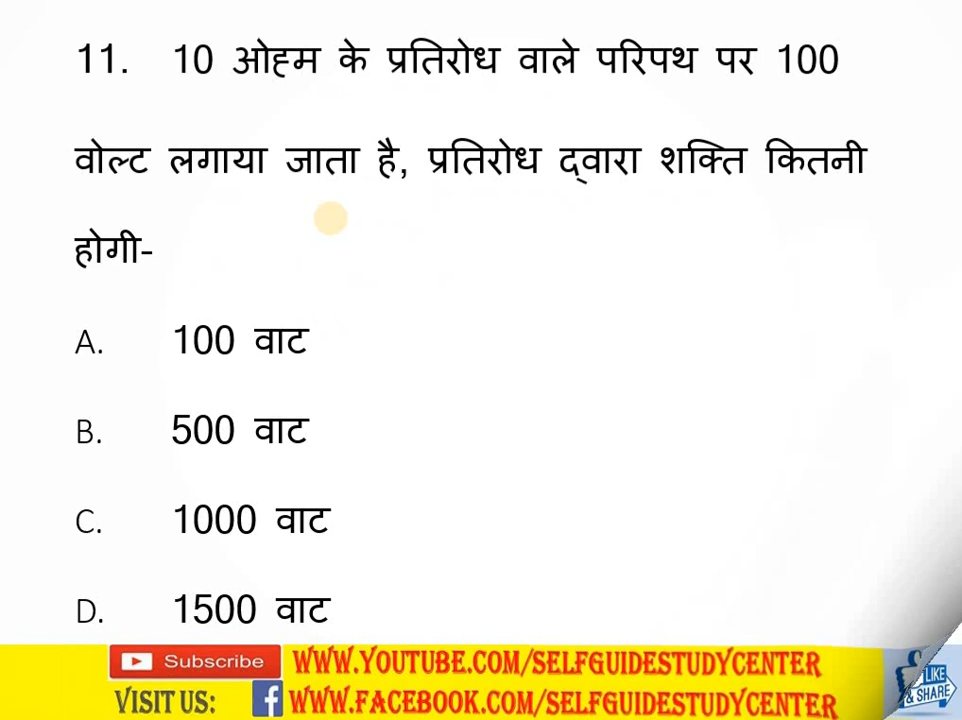 11. 10 ओह्म के प्रतिरोध वाले परिपथ पर 100
वोल्ट लगाया जाता है, प्रतिरोध द्वारा शक्ति कितनी
होगी-
A. 100 वाट
B. 500 वाट
C. 1000 वाट
D. 1500 वाट
Subscribe WWW.YOUTUBE.COM/SELFGUIDESTUDYCENTER
VISIT US: f WWW.FACEBOOK.COM/SELFGUIDESTUDYCENTER
LIKE
& SHARE